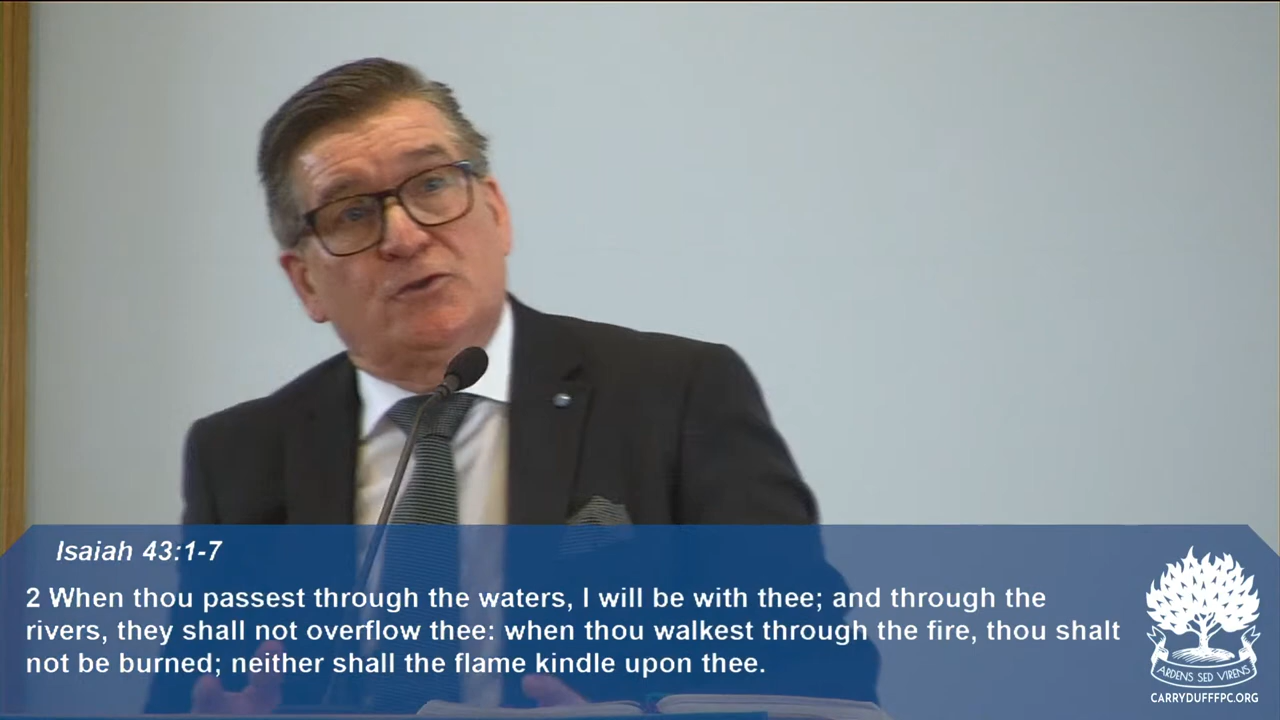 Isaiah 43:1-7
2 When thou passest through the waters, I will be with thee; and through the
rivers, they shall not overflow thee: when thou walkest through the fire, thou shalt
not be burned; neither shall the flame kindle upon thee.
ARDENS SED VIRENS
CARRYDUFFFPC.ORG